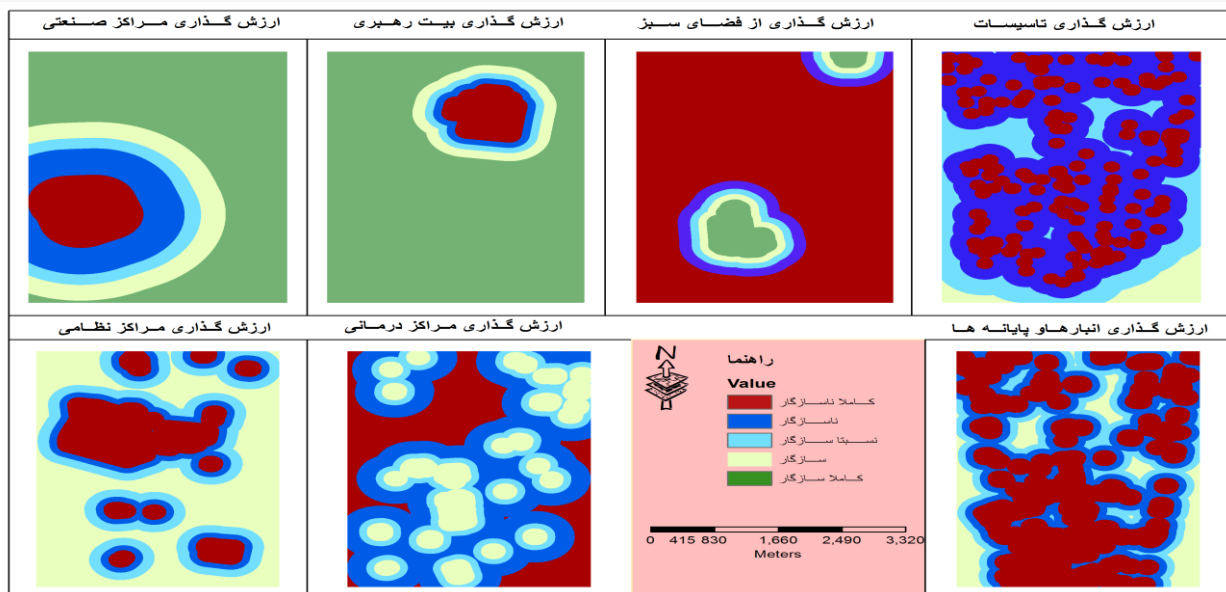 ارزش گذاری تاسیسات
ارزش گذاری از فضای سبز
ارزش گذاری بیت رهبری
ارزش گذاری مراکز صنعتی
ارزش گذاری انبارهاو پایانه ها
ارزش گذاری مراکز درمانی
ارزش گذاری مراکز نظامی
N
راهنما
Value
کاملا ناسازگار
ناسازگار
نسبتا سازگار
سازگار
کاملا سازگار
0 415 830 1,660 2,490 3,320
Meters